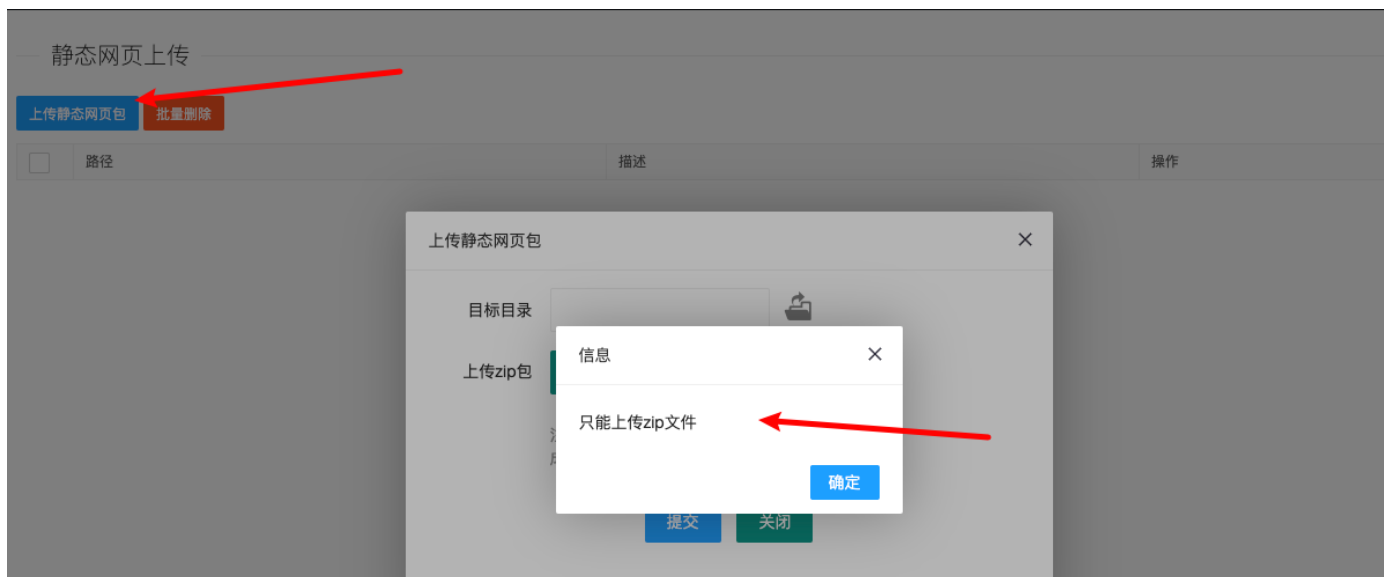 静态网页上传
上传静态网页包 批量删除
路径 描述 操作
上传静态网页包
目标目录
信息
上传zip包
只能上传zip文件
确定
提交 关闭